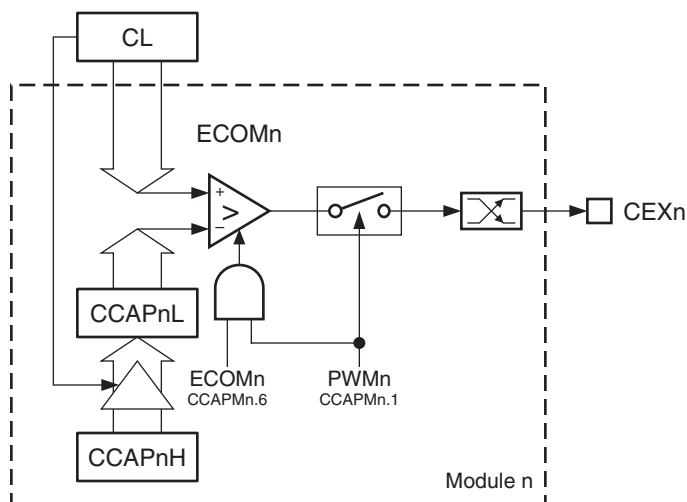 CL
ECOMn
+
>
−
CEXn
CCAPnL
ECOMn
CCAPMn.6
PWMn
CCAPMn.1
CCAPnH
Module n